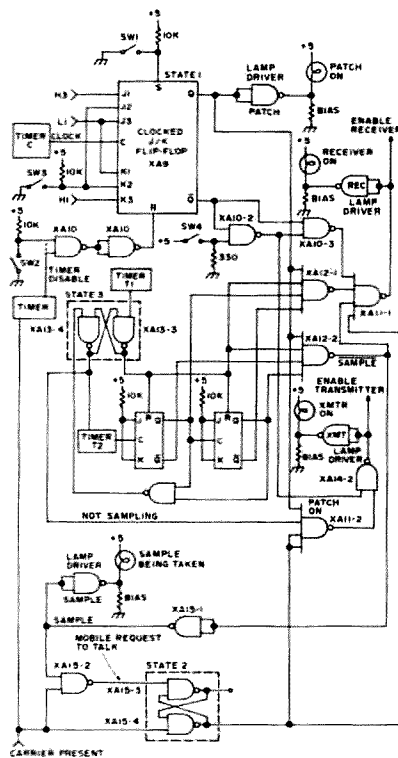 +5
SW1
10K
STATE 1
LAMP DRIVER
+5
PATCH ON
PATCH
BIAS
ENABLE RECEIVER
H3
L1
J1
J2
J3
S
Q
CLOCKED J/K FLIP-FLOP XA9
TIMER C
CLOCK
C
+5
10K
SW3
H1
K1
K2
K3
R
Q
+5
RECEIVER ON
REC
BIAS
LAMP DRIVER
+5
10K
XA10
XA10
SW4
+5
XA10-2
330
XA10-3
SW2
TIMER DISABLE
TIMER
TIMER T1
STATE 3
XA13-4
XA13-3
XA12-1
XA11-1
XA12-2
SAMPLE
+5
10K
+5
10K
J R Q
C
K Q
J R Q
C
K Q
TIMER T2
ENABLE TRANSMITTER
+5
XMTR ON
XMT
BIAS
LAMP DRIVER
XA14-2
NOT SAMPLING
PATCH ON
XA11-2
+5
LAMP DRIVER
SAMPLE BEING TAKEN
SAMPLE
BIAS
SAMPLE
XA15-1
MOBILE REQUEST TO TALK
STATE 2
XA15-2
XA15-3
XA15-4
CARRIER PRESENT